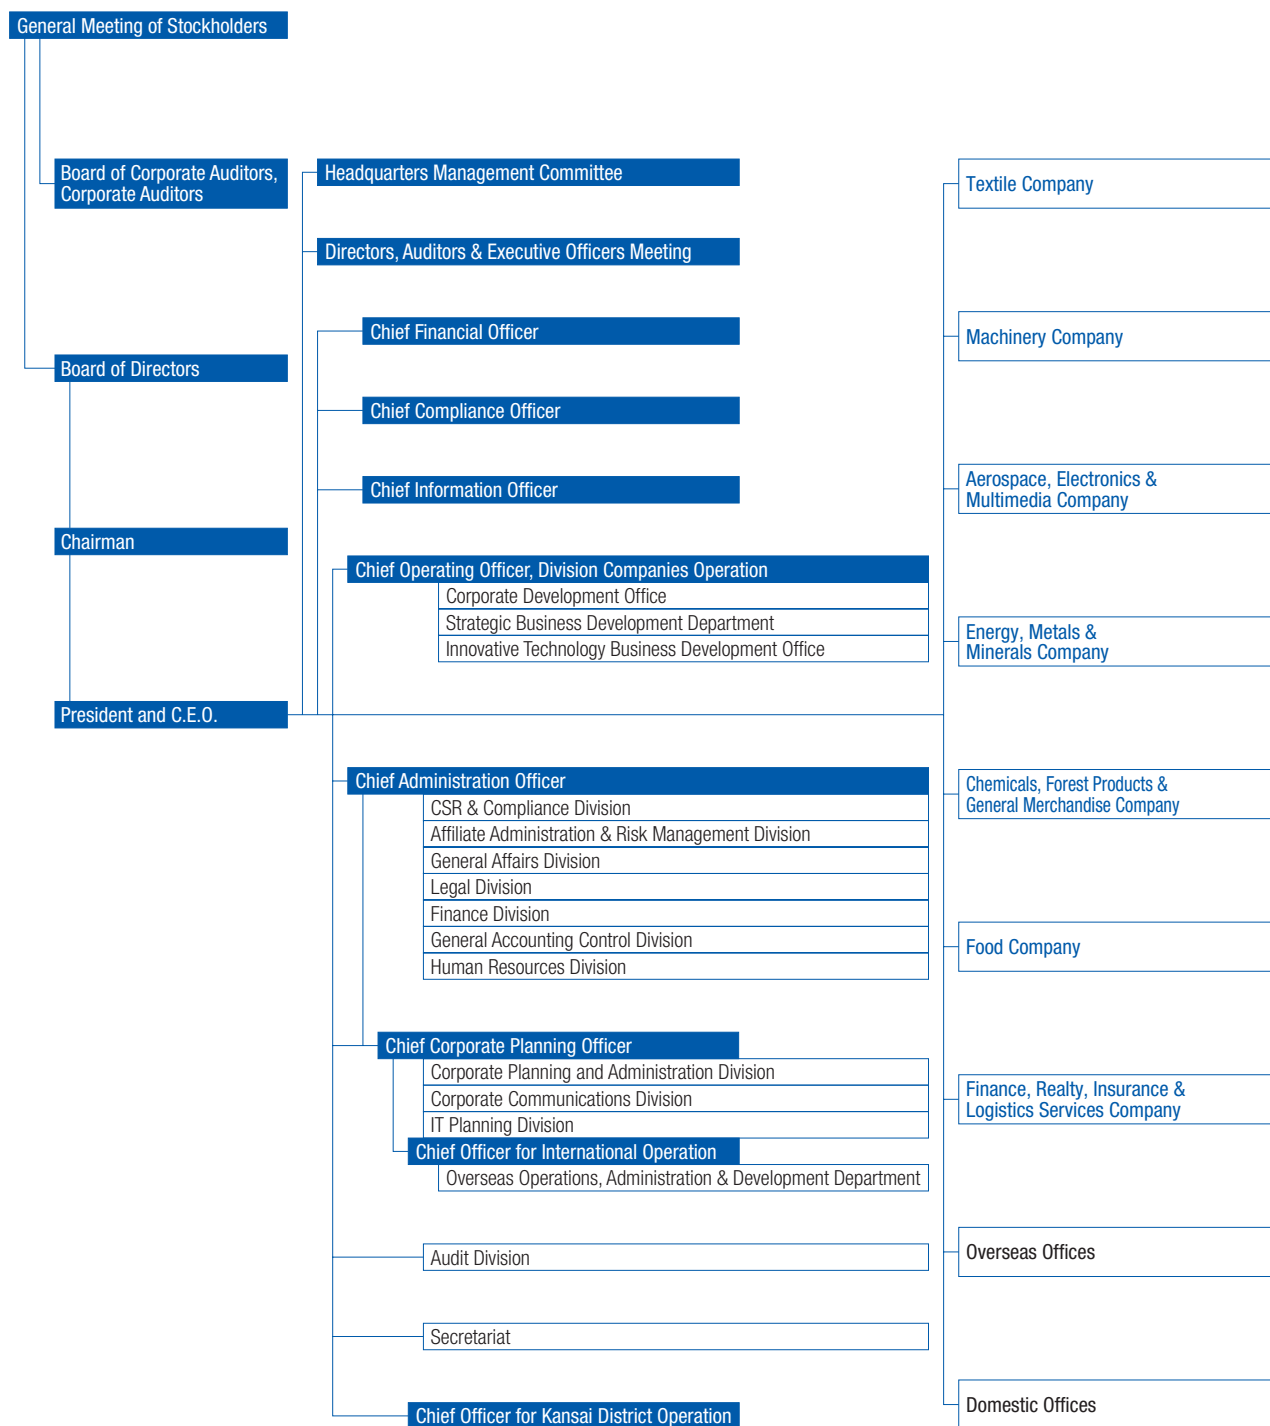 General Meeting of Stockholders
Board of Corporate Auditors,
Corporate Auditors
Board of Directors
Chairman
President and C.E.O.
Headquarters Management Committee
Directors, Auditors & Executive Officers Meeting
Chief Financial Officer
Chief Compliance Officer
Chief Information Officer
Chief Operating Officer, Division Companies Operation
Corporate Development Office
Strategic Business Development Department
Innovative Technology Business Development Office
Chief Administration Officer
CSR & Compliance Division
Affiliate Administration & Risk Management Division
General Affairs Division
Legal Division
Finance Division
General Accounting Control Division
Human Resources Division
Chief Corporate Planning Officer
Corporate Planning and Administration Division
Corporate Communications Division
IT Planning Division
Chief Officer for International Operation
Overseas Operations, Administration & Development Department
Audit Division
Secretariat
Chief Officer for Kansai District Operation
Textile Company
Machinery Company
Aerospace, Electronics &
Multimedia Company
Energy, Metals &
Minerals Company
Chemicals, Forest Products &
General Merchandise Company
Food Company
Finance, Realty, Insurance &
Logistics Services Company
Overseas Offices
Domestic Offices